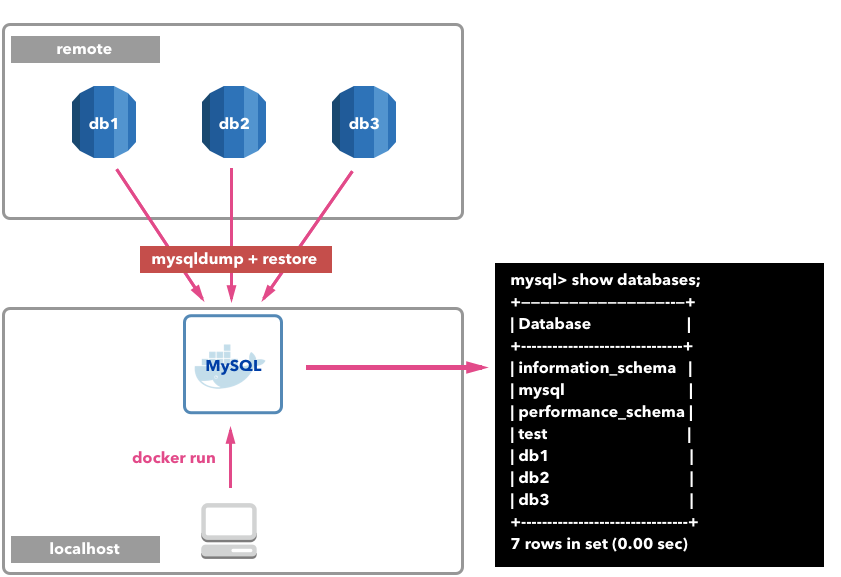 remote
db1
db2
db3
mysqldump + restore
MySQL
docker run
localhost
mysql> show databases;
+-------------------------------+
| Database |
+-------------------------------+
| information_schema |
| mysql |
| performance_schema |
| test |
| db1 |
| db2 |
| db3 |
+--------------------------------+
7 rows in set (0.00 sec)